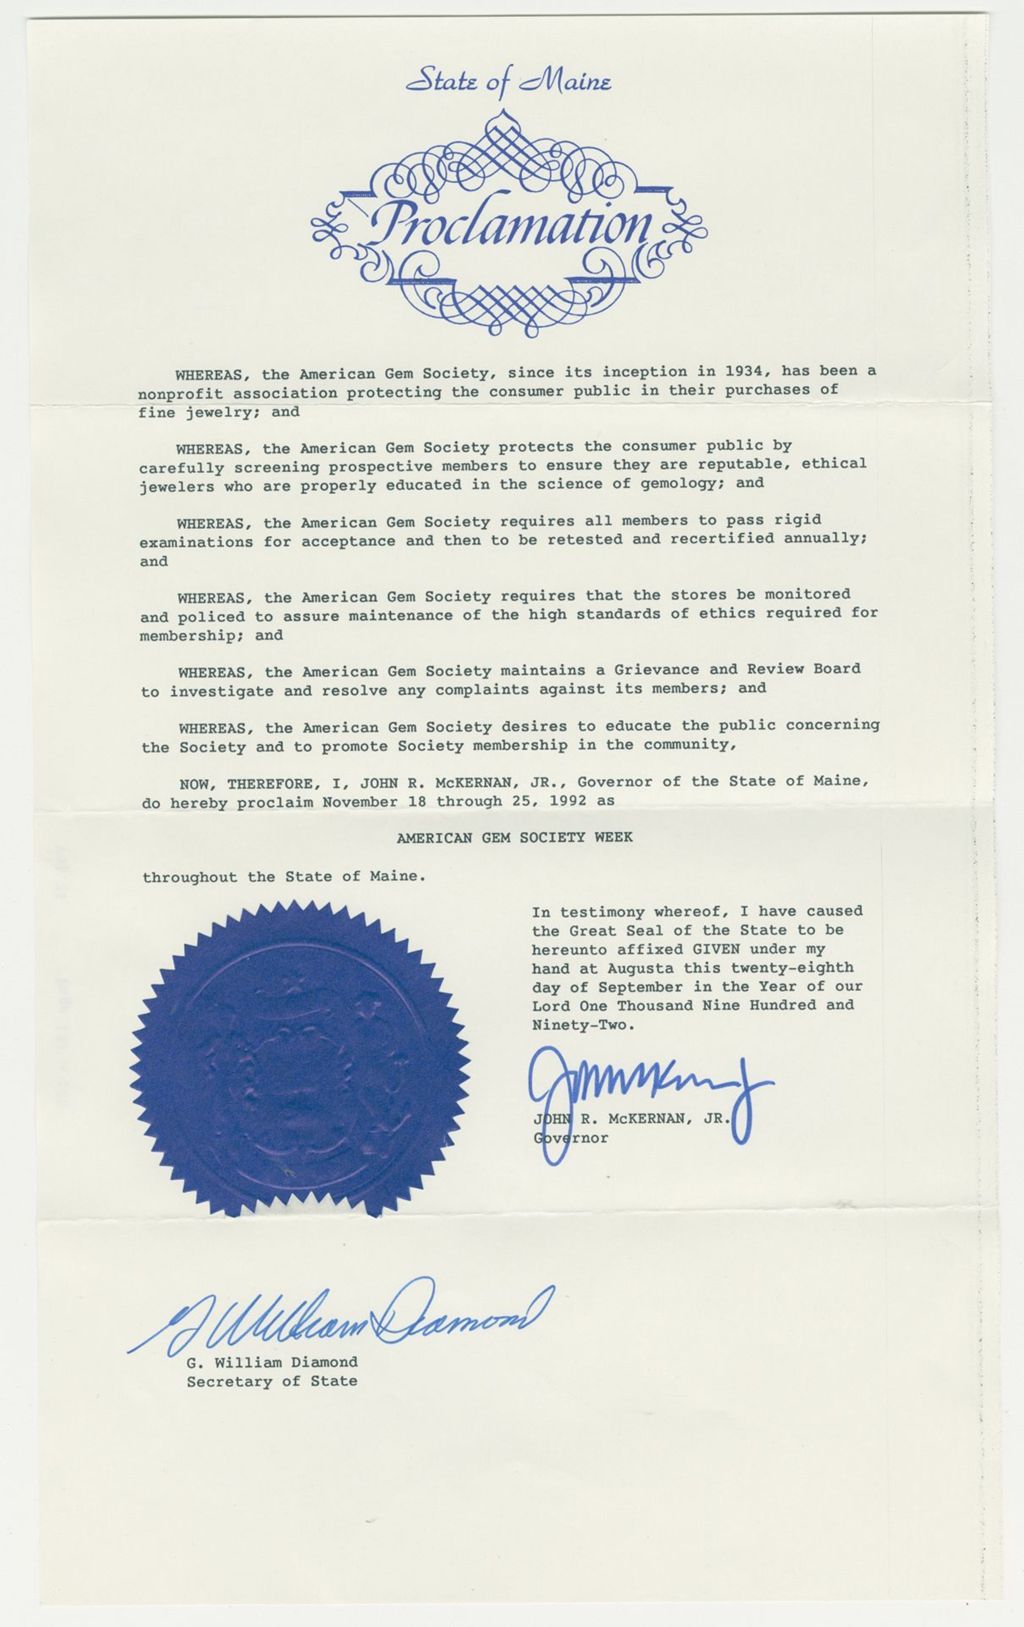 State of Maine
Proclamation
WHEREAS, the American Gem Society, since its inception in 1934, has been a
nonprofit association protecting the consumer public in their purchases of
fine jewelry; and
WHEREAS, the American Gem Society protects the consumer public by
carefully screening prospective members to ensure they are reputable, ethical
jewelers who are properly educated in the science of gemology; and
WHEREAS, the American Gem Society requires all members to pass rigid
examinations for acceptance and then to be retested and recertified annually;
and
WHEREAS, the American Gem Society requires that the stores be monitored
and policed to assure maintenance of the high standards of ethics required for
membership; and
WHEREAS, the American Gem Society maintains a Grievance and Review Board
to investigate and resolve any complaints against its members; and
WHEREAS, the American Gem Society desires to educate the public concerning
the Society and to promote Society membership in the community,
NOW, THEREFORE, I, JOHN R. McKERNAN, JR., Governor of the State of Maine,
do hereby proclaim November 18 through 25, 1992 as
AMERICAN GEM SOCIETY WEEK
throughout the State of Maine.
In testimony whereof, I have caused
the Great Seal of the State to be
hereunto affixed GIVEN under my
hand at Augusta this twenty-eighth
day of September in the Year of our
Lord One Thousand Nine Hundred and
Ninety-Two.
JOHN R. McKERNAN, JR.
Governor
G William Diamond
G. William Diamond
Secretary of State